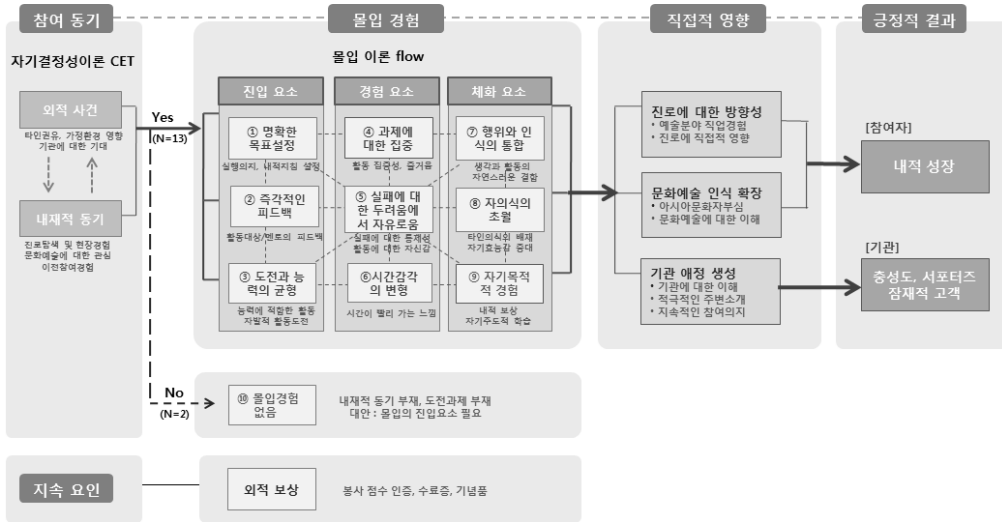 참여 동기
몰입 경험
직접적 영향
긍정적 결과
자기결정성이론 CET
외적 사건
타인권유, 가정환경 영향
기관에 대한 기대
내재적 동기
진로탐색 및 현장경험
문화예술에 대한 관심
이전참여경험
Yes
(N=13)
No
(N=2)
몰입 이론 flow
진입 요소
① 명확한
목표설정
실행의지, 내적지침 생성
② 즉각적인
피드백
활동대상/멘토의 피드백
③ 도전과 능
력의 균형
능력에 적합한 활동
자발적 활동도전
경험 요소
④ 과제에
대한 집중
활동 집중성, 즐거움
⑤ 실패에 대
한 두려움에
서 자유로움
실패에 대한 통제성
활동에 대한 자신감
⑥시간감각
의 변형
시간이 빨리 가는 느낌
체화 요소
⑦ 행위와 인
식의 통합
생각과 활동의
자연스러운 결합
⑧ 자의식의
초월
타인의식의 배재
자기효능감 증대
⑨ 자기목적
적 경험
내적 보상
자기주도적 학습
진로에 대한 방향성
• 예술분야 직업경험
• 진로에 직접적 영향
문화예술 인식 확장
• 아시아문화자부심
• 문화예술에 대한 이해
기관 애정 생성
• 기관에 대한 이해
• 적극적인 주변소개
• 지속적인 참여의지
[참여자]
내적 성장
[기관]
충성도, 서포터즈
잠재적 고객
⑩ 몰입경험
없음
내재적 동기 부재, 도전과제 부재
대안 : 몰입의 진입요소 필요
지속 요인
외적 보상
봉사 점수 인증, 수료증, 기념품